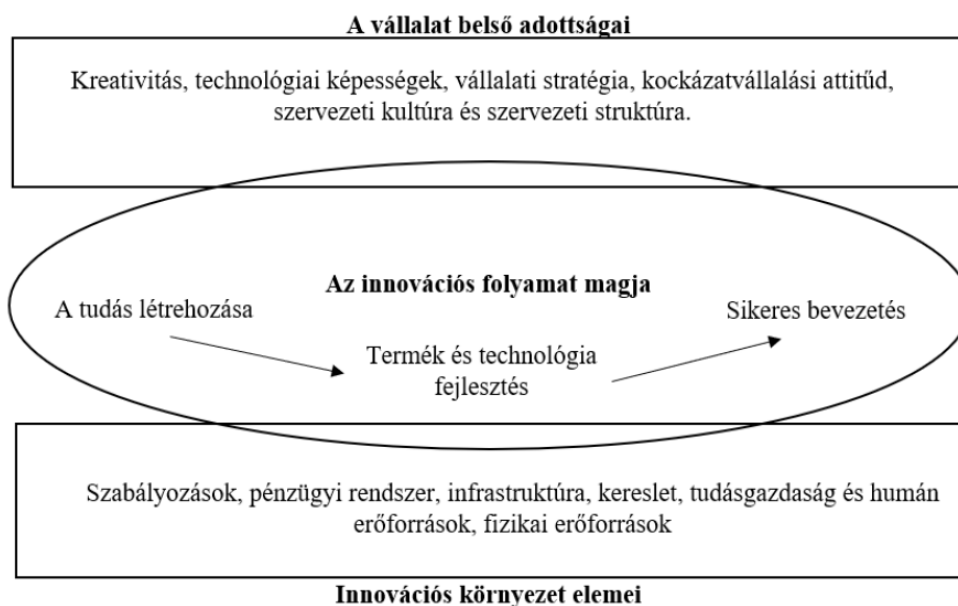 A vállalat belső adottságai
Kreativitás, technológiai képességek, vállalati stratégia, kockázatvállalási attitűd,
szervezeti kultúra és szervezeti struktúra.
Az innovációs folyamat magja
A tudás létrehozása
Sikeres bevezetés
Termék és technológia
fejlesztés
Szabályozások, pénzügyi rendszer, infrastruktúra, kereslet, tudásgazdaság és humán
erőforrások, fizikai erőforrások
Innovációs környezet elemei